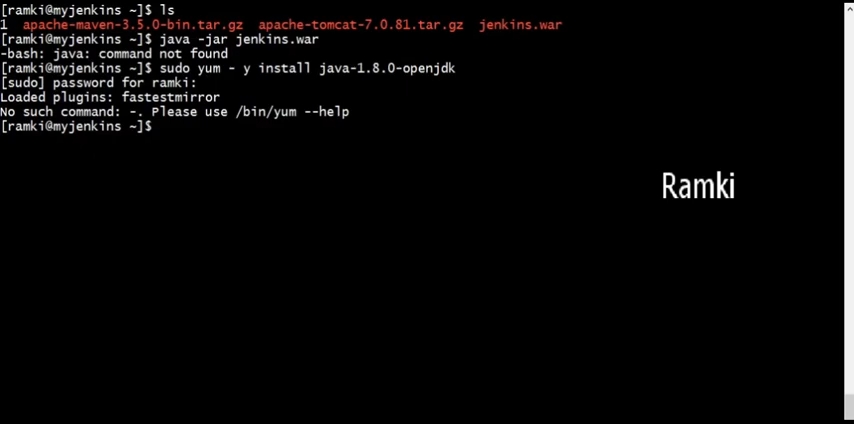 [ramki@myjenkins ~]$ ls
1  apache-maven-3.5.0-bin.tar.gz  apache-tomcat-7.0.81.tar.gz  jenkins.war
[ramki@myjenkins ~]$ java -jar jenkins.war
-bash: java: command not found
[ramki@myjenkins ~]$ sudo yum - y install java-1.8.0-openjdk
[sudo] password for ramki:
Loaded plugins: fastestmirror
No such command: -. Please use /bin/yum --help
[ramki@myjenkins ~]$
Ramki